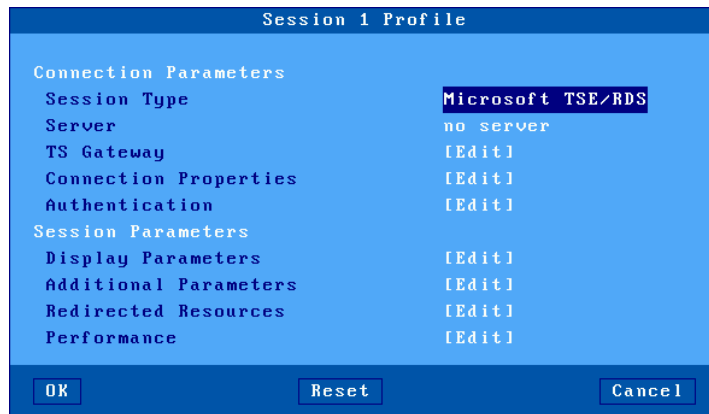 Session 1 Profile
Connection Parameters
Session Type Microsoft TSE/RDS
Server no server
TS Gateway [Edit]
Connection Properties [Edit]
Authentication [Edit]
Session Parameters
Display Parameters [Edit]
Additional Parameters [Edit]
Redirected Resources [Edit]
Performance [Edit]
OK Reset Cancel